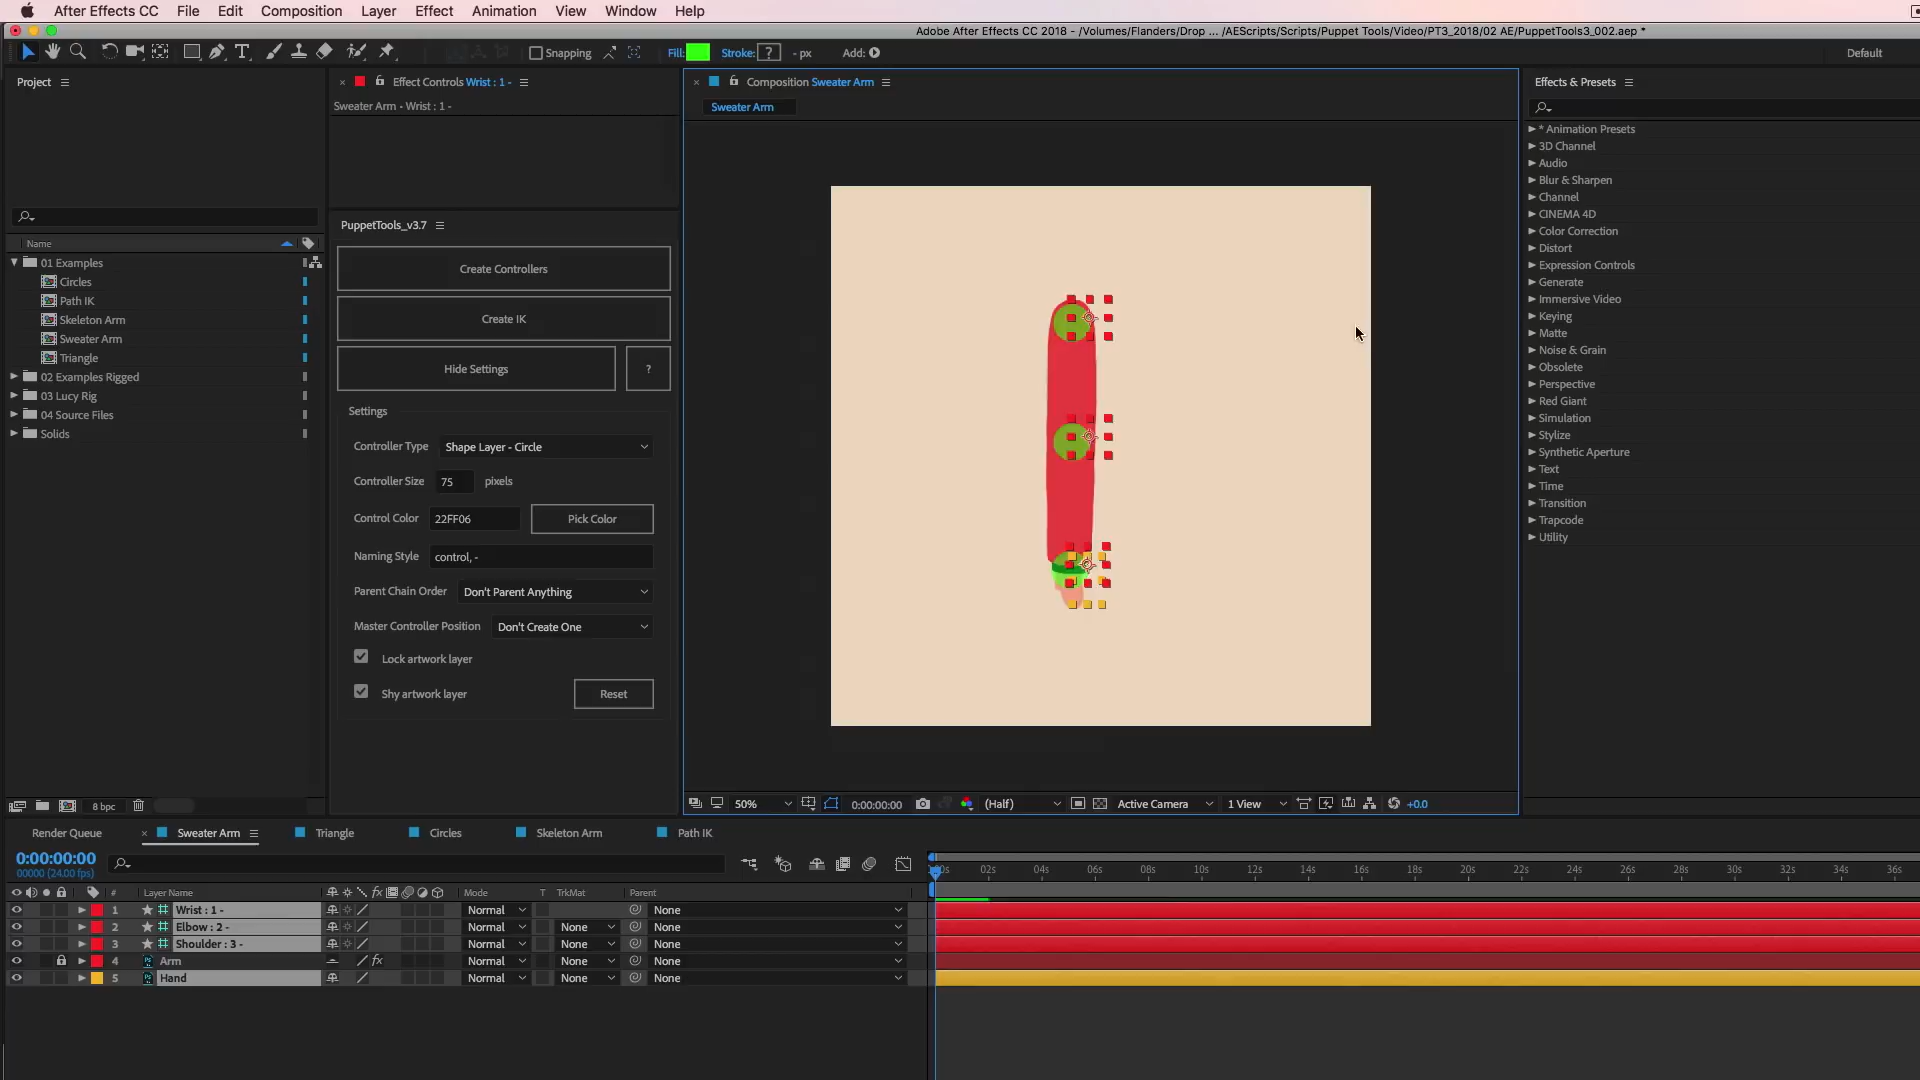 After Effects CC File Edit Composition Layer Effect Animation View Window Help
Adobe After Effects CC 2018 - /Volumes/Flanders/Drop ... /AEScripts/Scripts/Puppet Tools/Video/PT3_2018/02 AE/PuppetTools3_002.aep *
Snapping Fill: Stroke: ? - px Add: Default
Project
Name
01 Examples
Circles
Path IK
Skeleton Arm
Sweater Arm
Triangle
02 Examples Rigged
03 Lucy Rig
04 Source Files
Solids
8 bpc
Effect Controls Wrist : 1 -
Sweater Arm - Wrist : 1 -
PuppetTools_v3.7
Create Controllers
Create IK
Hide Settings ?
Settings
Controller Type Shape Layer - Circle
Controller Size 75 pixels
Control Color 22FF06 Pick Color
Naming Style control, -
Parent Chain Order Don't Parent Anything
Master Controller Position Don't Create One
Lock artwork layer
Shy artwork layer Reset
Composition Sweater Arm
Sweater Arm
50% 0:00:00:00 (Half) Active Camera 1 View +0.0
Effects & Presets
* Animation Presets
3D Channel
Audio
Blur & Sharpen
Channel
CINEMA 4D
Color Correction
Distort
Expression Controls
Generate
Immersive Video
Keying
Matte
Noise & Grain
Obsolete
Perspective
Red Giant
Simulation
Stylize
Synthetic Aperture
Text
Time
Transition
Trapcode
Utility
Render Queue Sweater Arm Triangle Circles Skeleton Arm Path IK
0:00:00:00
00000 (24.00 fps)
02s 04s 06s 08s 10s 12s 14s 16s 18s 20s 22s 24s 26s 28s 30s 32s 34s 36s
# Layer Name fx Mode T TrkMat Parent
1 Wrist : 1 - Normal None
2 Elbow : 2 - Normal None None
3 Shoulder : 3 - Normal None None
4 Arm fx Normal None None
5 Hand Normal None None